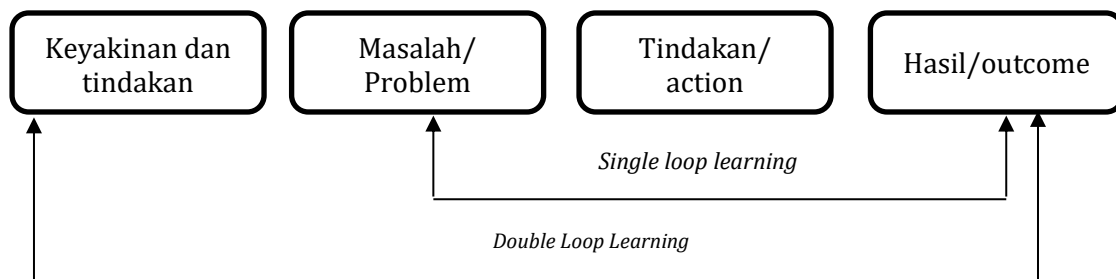 Keyakinan dan
tindakan
Masalah/
Problem
Tindakan/
action
Hasil/outcome
Single loop learning
Double Loop Learning